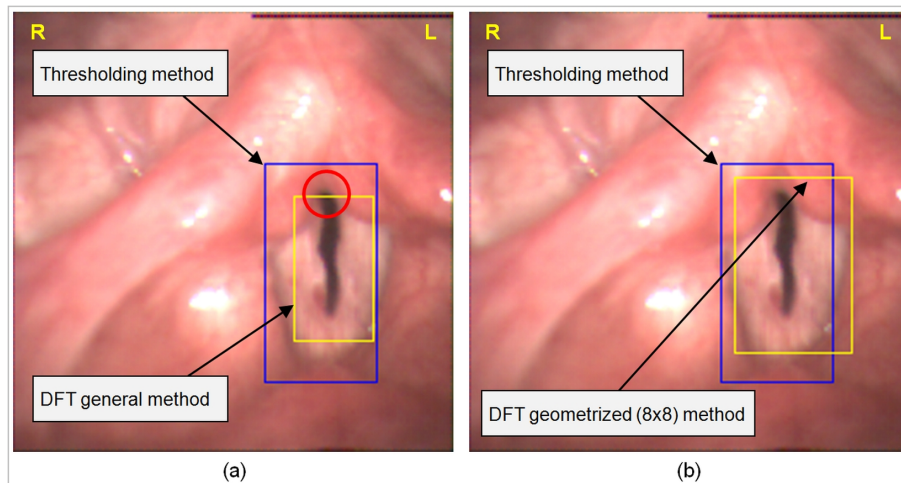 R
L
Thresholding method
DFT general method
(a)
R
L
Thresholding method
DFT geometrized (8x8) method
(b)